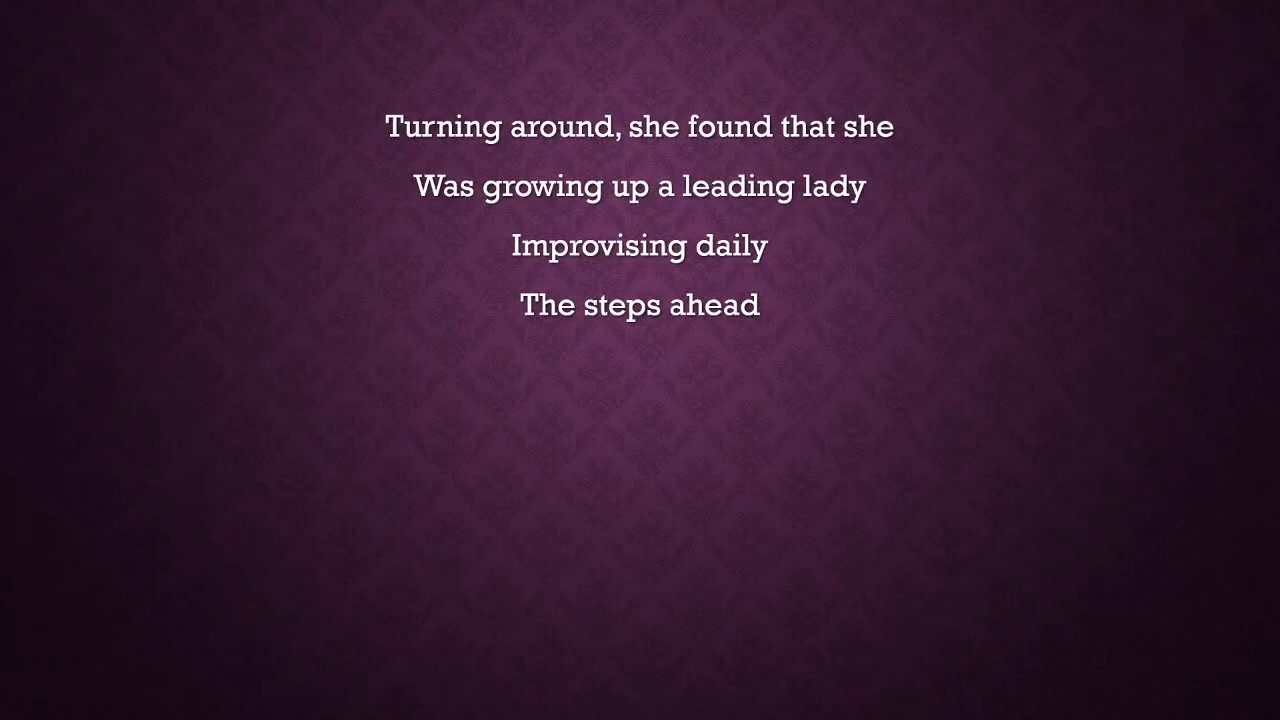 Turning around, she found that she
Was growing up a leading lady
Improvising daily
The steps ahead